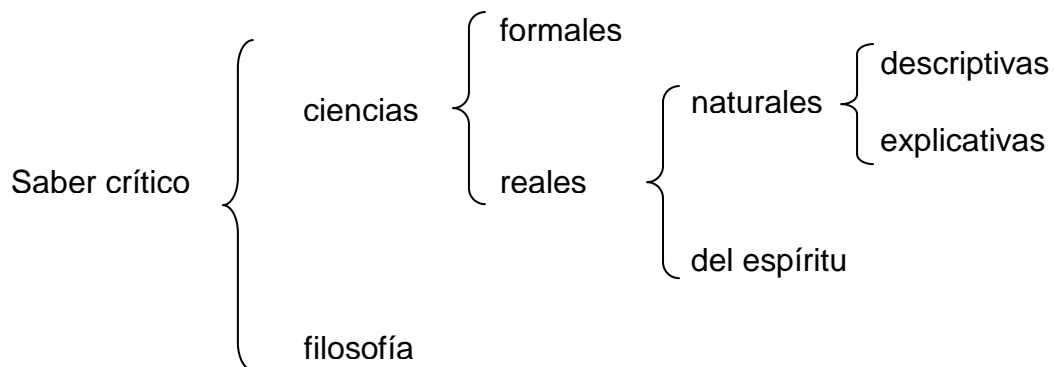 Saber crítico
ciencias
formales
reales
naturales
descriptivas
explicativas
del espíritu
filosofía